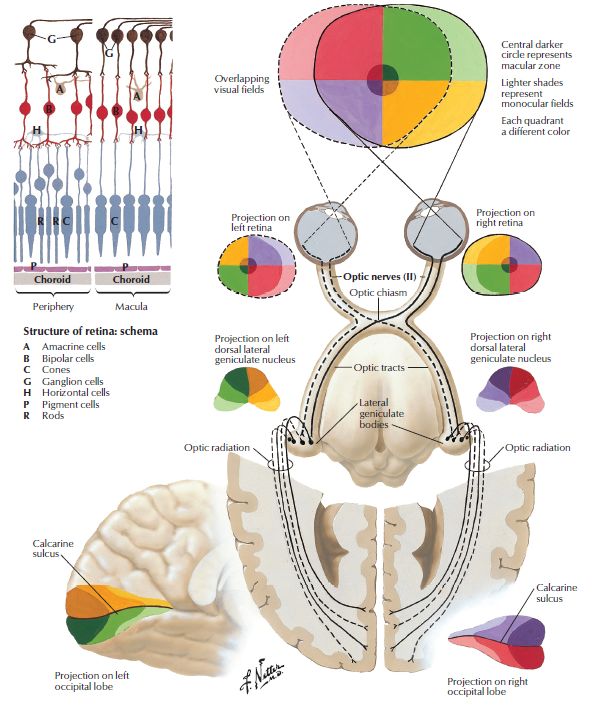 G
G
A
A
B
B
H
H
R
R
R
C
C
P
P
Choroid
Choroid
Periphery
Macula
Structure of retina: schema
A Amacrine cells
B Bipolar cells
C Cones
G Ganglion cells
H Horizontal cells
P Pigment cells
R Rods
Overlapping
visual fields
Central darker
circle represents
macular zone
Lighter shades
represent
monocular fields
Each quadrant
a different color
Projection on
left retina
Projection on
right retina
Optic nerves (II)
Optic chiasm
Projection on left
dorsal lateral
geniculate nucleus
Projection on right
dorsal lateral
geniculate nucleus
Optic tracts
Lateral
geniculate
bodies
Optic radiation
Optic radiation
Calcarine
sulcus
Calcarine
sulcus
Projection on left
occipital lobe
F. Netter
M.D.
Projection on right
occipital lobe